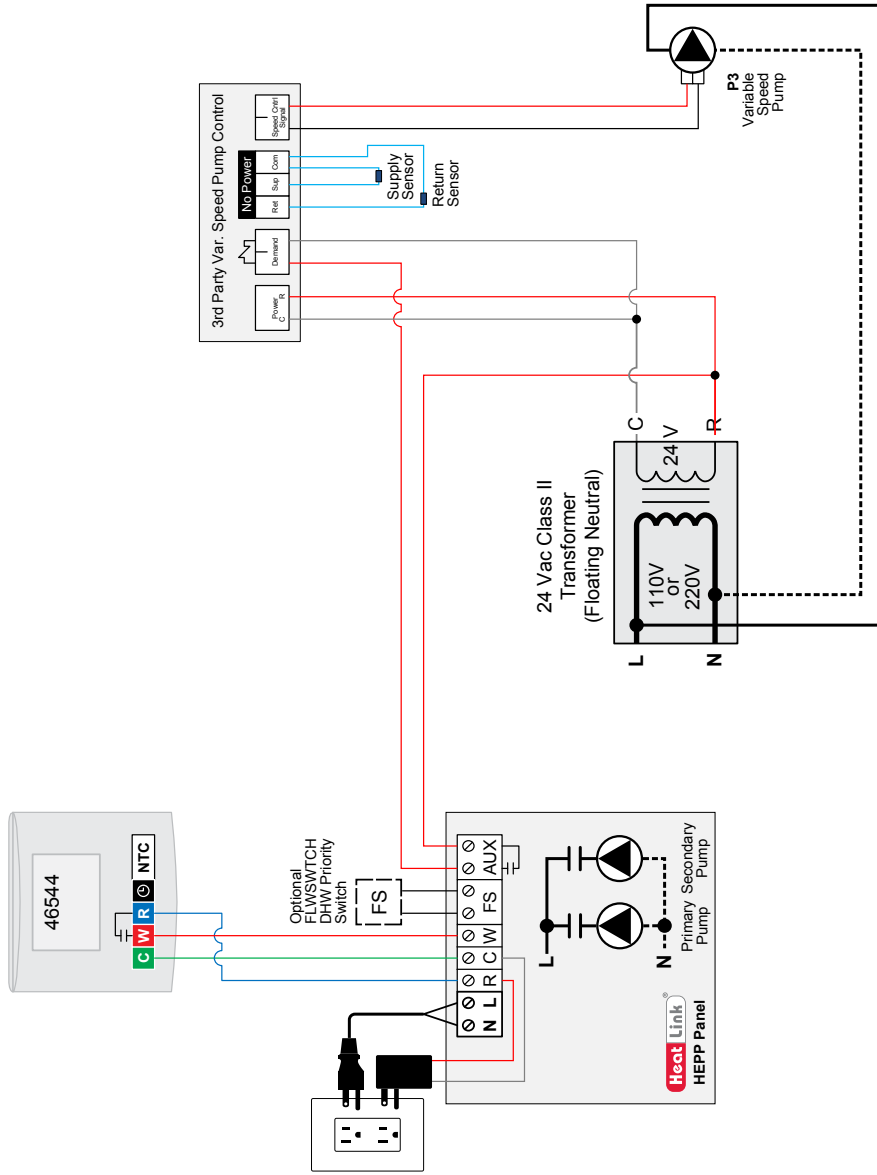 46544
C W R NTC
Optional
FLW/SWTCH
DHW Priority
Switch
FS
N L R C W FS AUX
L
N
Primary
Pump
Secondary
Pump
Heat Link®
HEPP Panel
3rd Party Var. Speed Pump Control
Power
C R
Demand
No Power
Ret Sup Com
Speed Cntrl
Signal
Supply
Sensor
Return
Sensor
P3
Variable
Speed
Pump
24 Vac Class II
Transformer
(Floating Neutral)
L
N
110V
or
220V
24 V
C
R